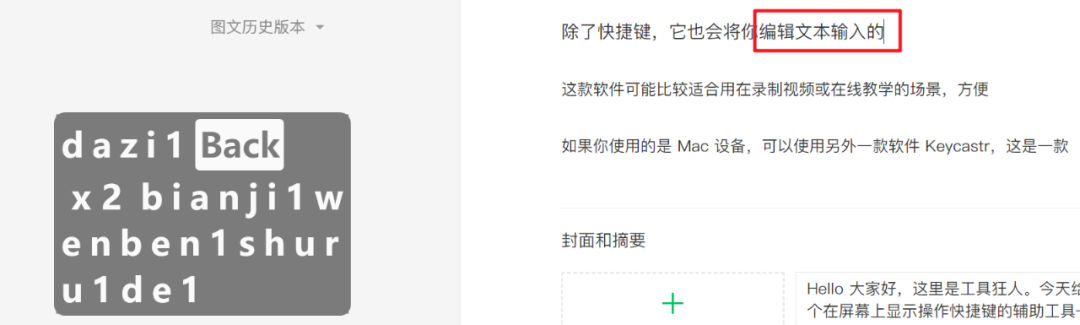 图文历史版本
dazi1 Back
x2 bianji1w
enben1shur
u1de1
除了快捷键，它也会将你编辑文本输入的
这款软件可能比较适合用在录制视频或在线教学的场景，方便
如果你使用的是 Mac 设备，可以使用另外一款软件 Keycastr，这是一款
封面和摘要
Hello 大家好，这里是工具狂人。今天给
个在屏幕上显示操作快捷键的辅助工具-